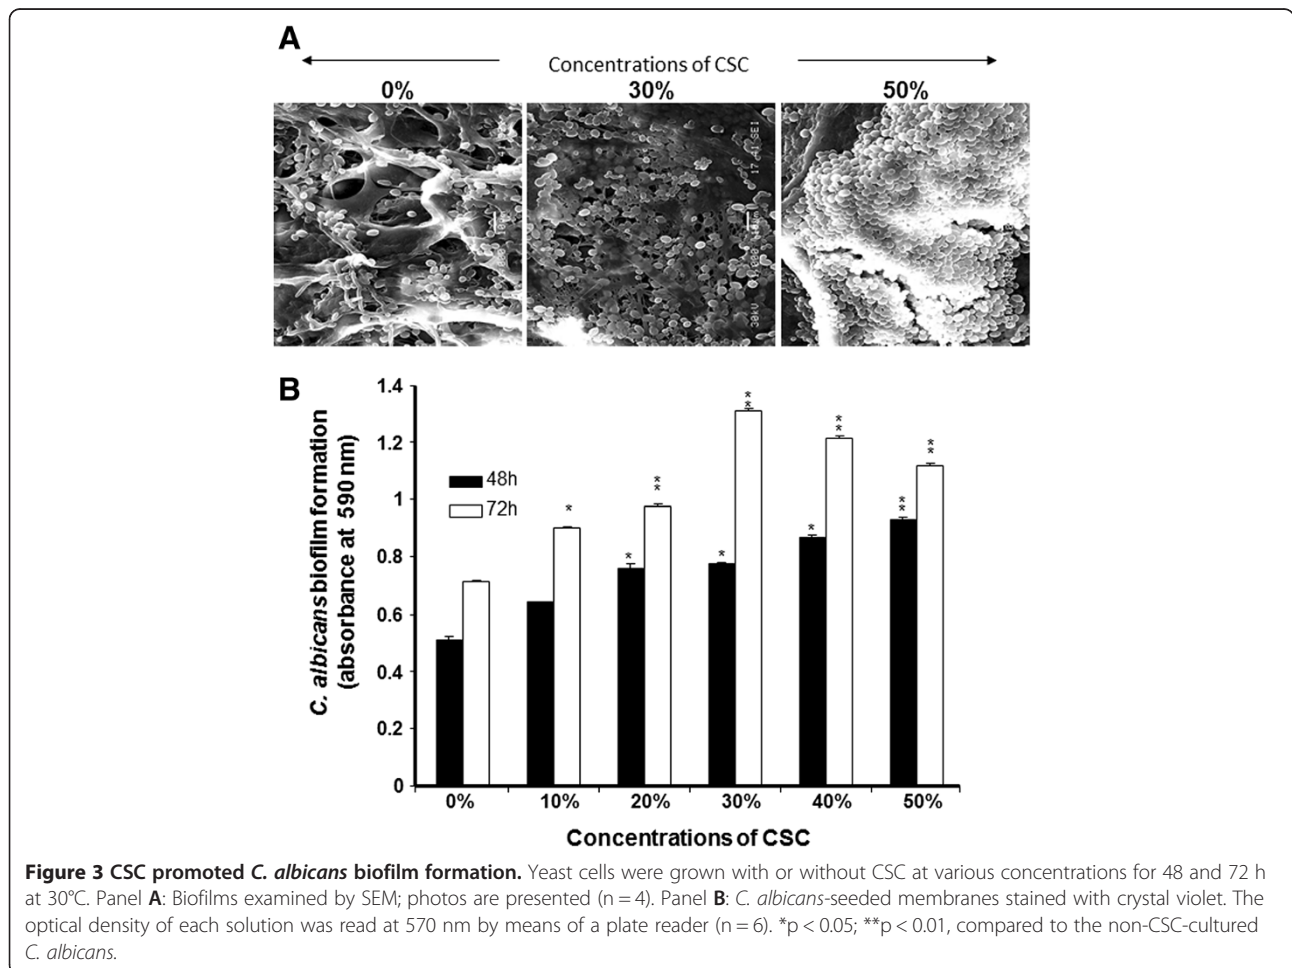 A
Concentrations of CSC
0% 30% 50%
B
C. albicans biofilm formation
(absorbance at 590 nm)
1.4
1.2
1
0.8
0.6
0.4
0.2
0
48h
72h
*
**
*
**
*
**
*
**
**
0% 10% 20% 30% 40% 50%
Concentrations of CSC
Figure 3 CSC promoted C. albicans biofilm formation. Yeast cells were grown with or without CSC at various concentrations for 48 and 72 h
at 30°C. Panel A: Biofilms examined by SEM; photos are presented (n = 4). Panel B: C. albicans-seeded membranes stained with crystal violet. The
optical density of each solution was read at 570 nm by means of a plate reader (n = 6). *p < 0.05; **p < 0.01, compared to the non-CSC-cultured
C. albicans.